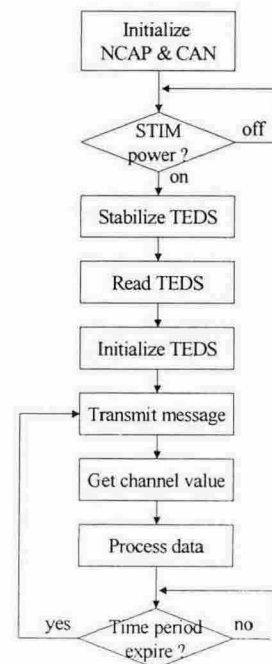 Initialize
NCAP & CAN
STIM
power ?
off
on
Stabilize TEDS
Read TEDS
Initialize TEDS
Transmit message
Get channel value
Process data
yes
Time period
expire ?
no